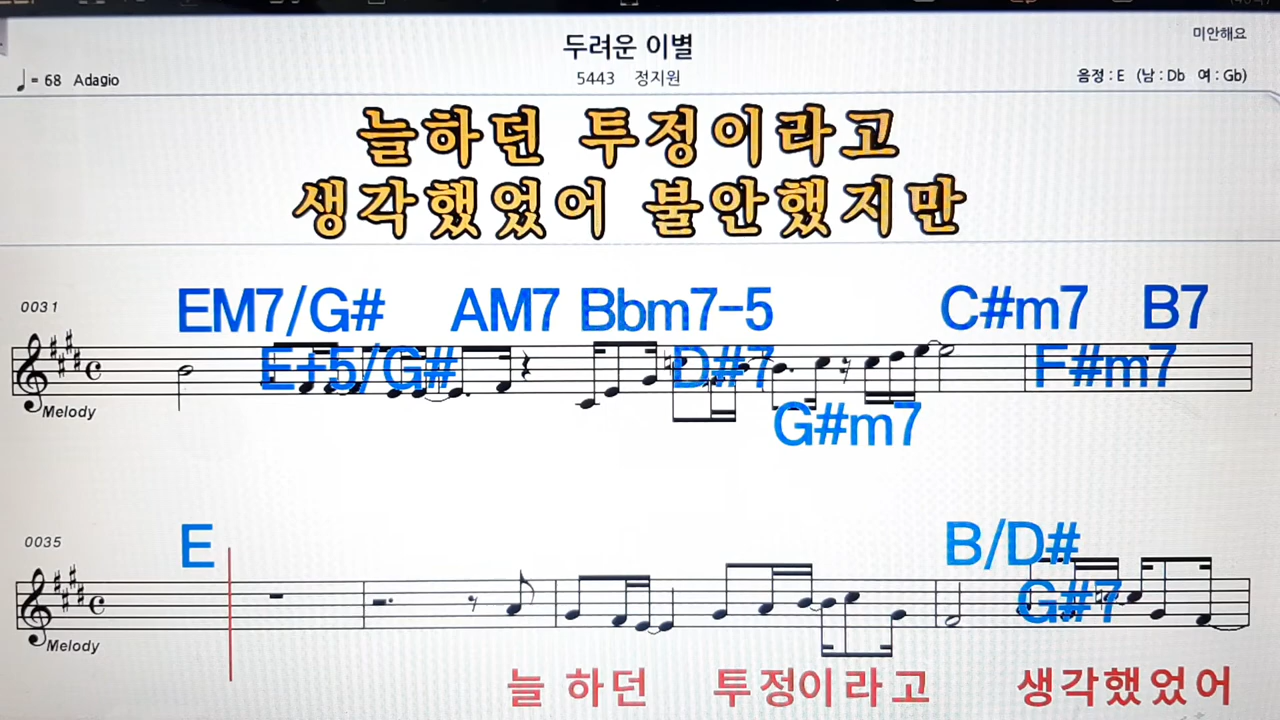 두려운 이별
미안해요
♩= 68 Adagio
5443 정지원
음정 : E (남 : Db 여 : Gb)
늘하던 투정이라고
생각했었어 불안했지만
0031
EM7/G# AM7 Bbm7-5 C#m7 B7
E+5/G# D#7 F#m7
Melody
G#m7
0035
E B/D#
G#7
Melody
늘 하던 투정이라고 생각했었어